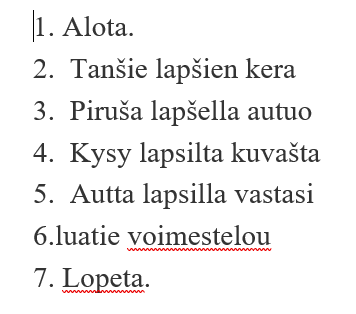 1. Alota.
2. Tanšie lapšien kera
3. Piruša lapšella autuo
4. Kysy lapsilta kuvašta
5. Autta lapsilla vastasi
6.luatie voimestelou
7. Lopeta.